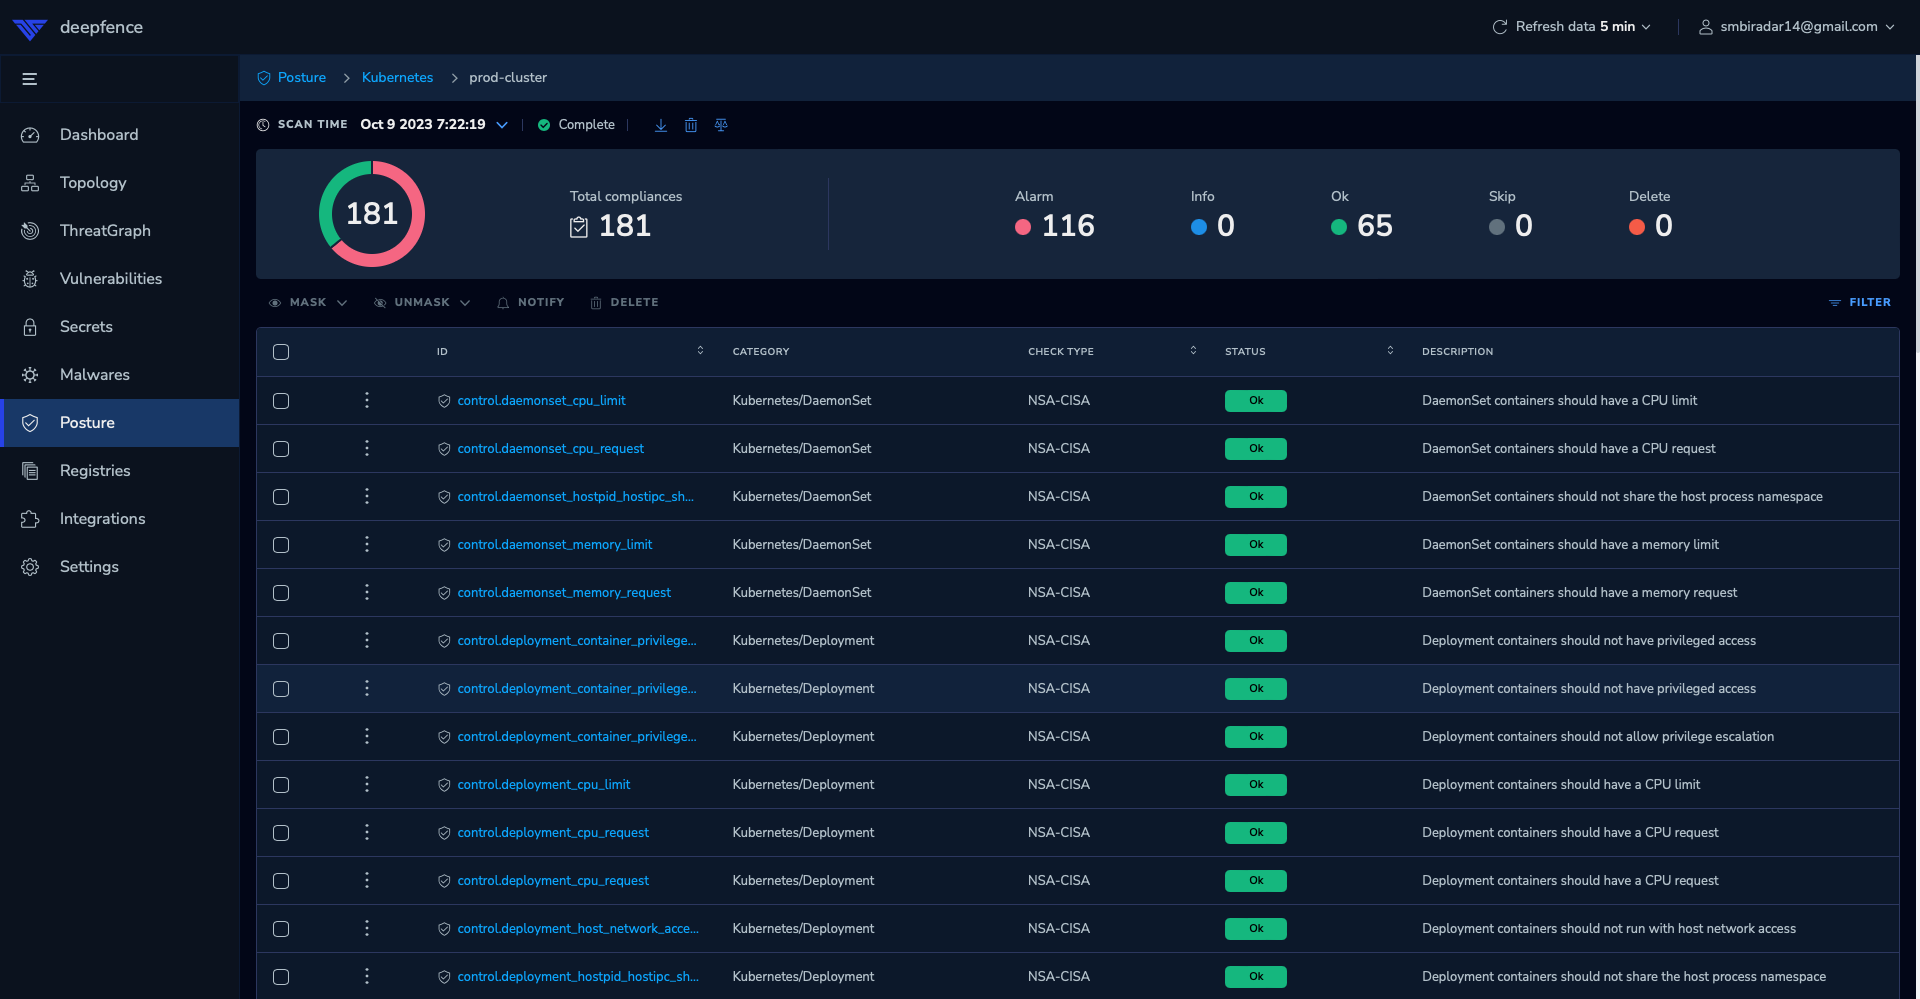 deepfence
Refresh data 5 min
smbiradar14@gmail.com
Posture
Kubernetes
prod-cluster
Dashboard
Topology
ThreatGraph
Vulnerabilities
Secrets
Malwares
Posture
Registries
Integrations
Settings
SCAN TIME Oct 9 2023 7:22:19
Complete
181
Total compliances
181
Alarm
116
Info
0
Ok
65
Skip
0
Delete
0
MASK
UNMASK
NOTIFY
DELETE
FILTER
ID CATEGORY CHECK TYPE STATUS DESCRIPTION
control.daemonset_cpu_limit Kubernetes/DaemonSet NSA-CISA Ok DaemonSet containers should have a CPU limit
control.daemonset_cpu_request Kubernetes/DaemonSet NSA-CISA Ok DaemonSet containers should have a CPU request
control.daemonset_hostpid_hostipc_sh... Kubernetes/DaemonSet NSA-CISA Ok DaemonSet containers should not share the host process namespace
control.daemonset_memory_limit Kubernetes/DaemonSet NSA-CISA Ok DaemonSet containers should have a memory limit
control.daemonset_memory_request Kubernetes/DaemonSet NSA-CISA Ok DaemonSet containers should have a memory request
control.deployment_container_privilege... Kubernetes/Deployment NSA-CISA Ok Deployment containers should not have privileged access
control.deployment_container_privilege... Kubernetes/Deployment NSA-CISA Ok Deployment containers should not have privileged access
control.deployment_container_privilege... Kubernetes/Deployment NSA-CISA Ok Deployment containers should not allow privilege escalation
control.deployment_cpu_limit Kubernetes/Deployment NSA-CISA Ok Deployment containers should have a CPU limit
control.deployment_cpu_request Kubernetes/Deployment NSA-CISA Ok Deployment containers should have a CPU request
control.deployment_cpu_request Kubernetes/Deployment NSA-CISA Ok Deployment containers should have a CPU request
control.deployment_host_network_acce... Kubernetes/Deployment NSA-CISA Ok Deployment containers should not run with host network access
control.deployment_hostpid_hostipc_sh... Kubernetes/Deployment NSA-CISA Ok Deployment containers should not share the host process namespace